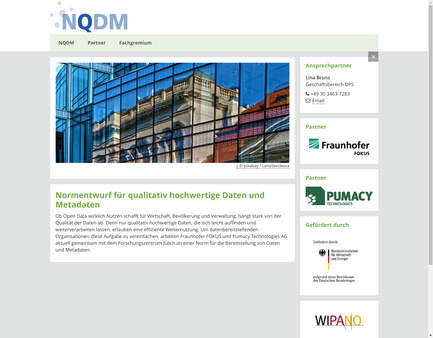 NQDM
NQDM Partner Fachgremium
Ansprechpartner
Lina Bruns
Geschäftsbereich DPS
+49 30 3463-7283
Email
Partner
Fraunhofer
FOKUS
Partner
PUMACY
TECHNOLOGIES
Gefördert durch
Gefördert durch:
Bundesministerium
für Wirtschaft
und Energie
aufgrund eines Beschlusses
des Deutschen Bundestages
WIPANO
Normentwurf für qualitativ hochwertige Daten und
Metadaten
Ob Open Data wirklich Nutzen schafft für Wirtschaft, Bevölkerung und Verwaltung, hängt stark von der
Qualität der Daten ab. Denn nur qualitativ hochwertige Daten, die sich leicht auffinden und
weiterverarbeiten lassen, erlauben eine effiziente Weiternutzung. Um datenbereitstellenden
Organisationen diese Aufgabe zu vereinfachen, arbeiten Fraunhofer FOKUS und Pumacy Technologies AG
aktuell gemeinsam mit dem Forschungszentrum Jülich an einer Norm für die Bereitstellung von Daten
und Metadaten.